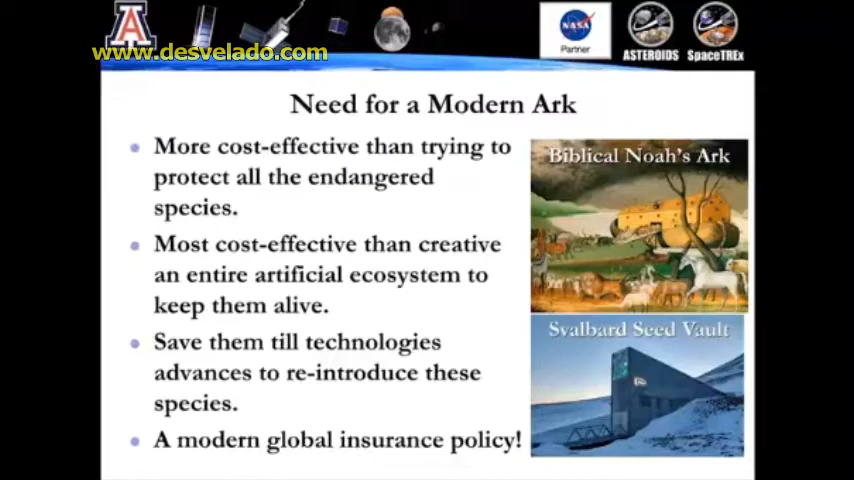 A
NASA
Partner
ASTEROIDS
SpaceTREx
www.desvelado.com
Need for a Modern Ark
More cost-effective than trying to
protect all the endangered
species.
Most cost-effective than creative
an entire artificial ecosystem to
keep them alive.
Save them till technologies
advances to re-introduce these
species.
A modern global insurance policy!
Biblical Noah's Ark
Svalbard Seed Vault